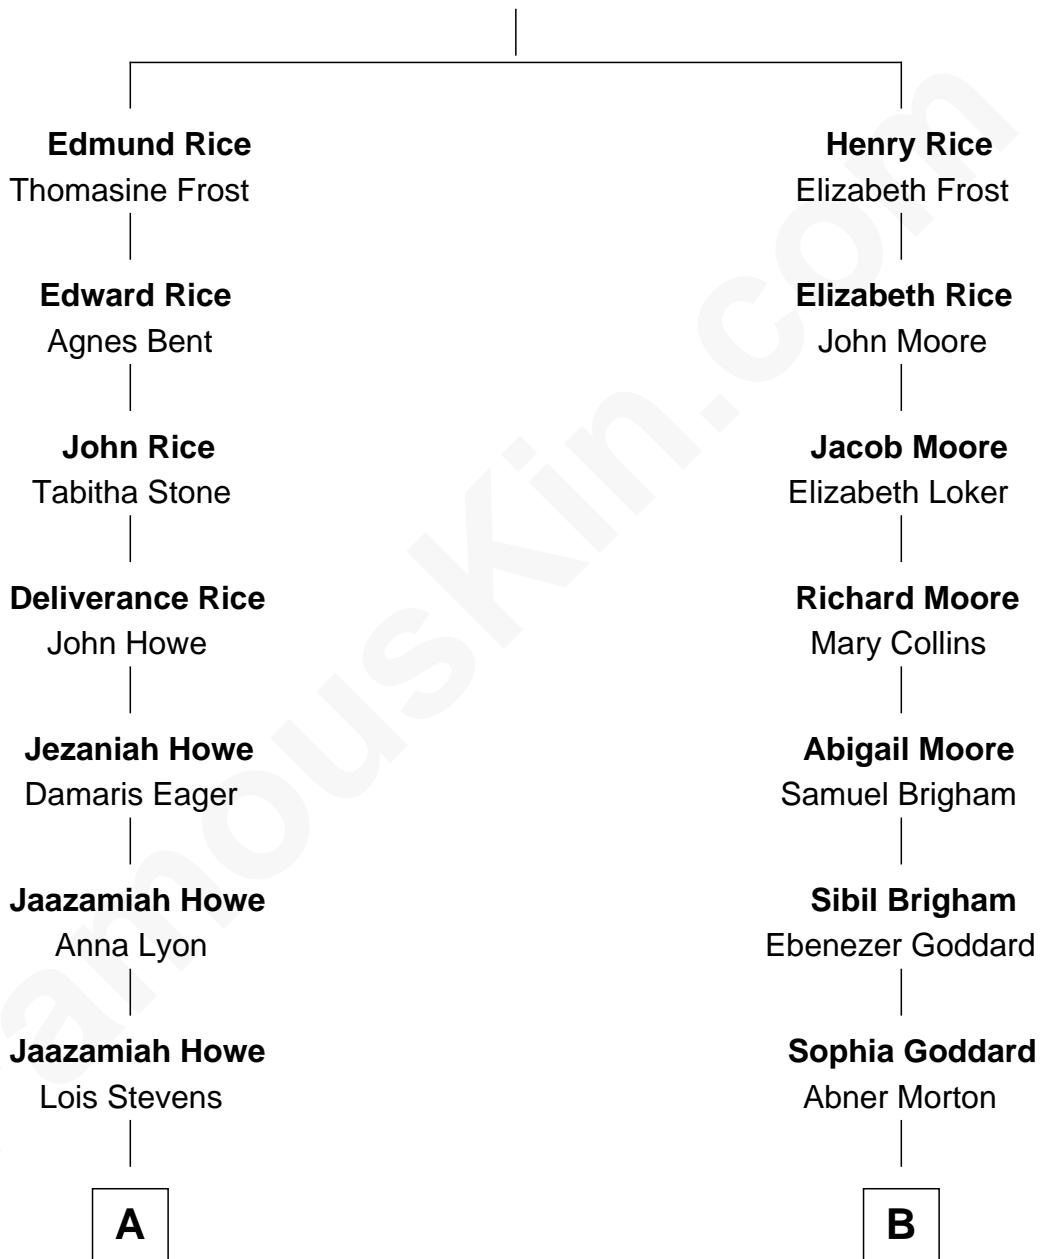 Edmund Rice
Thomasine Frost
Edward Rice
Agnes Bent
John Rice
Tabitha Stone
Deliverance Rice
John Howe
Jezaniah Howe
Damaris Eager
Jaazamiah Howe
Anna Lyon
Jaazamiah Howe
Lois Stevens
A
Henry Rice
Elizabeth Frost
Elizabeth Rice
John Moore
Jacob Moore
Elizabeth Loker
Richard Moore
Mary Collins
Abigail Moore
Samuel Brigham
Sibil Brigham
Ebenezer Goddard
Sophia Goddard
Abner Morton
B
amousKin.com